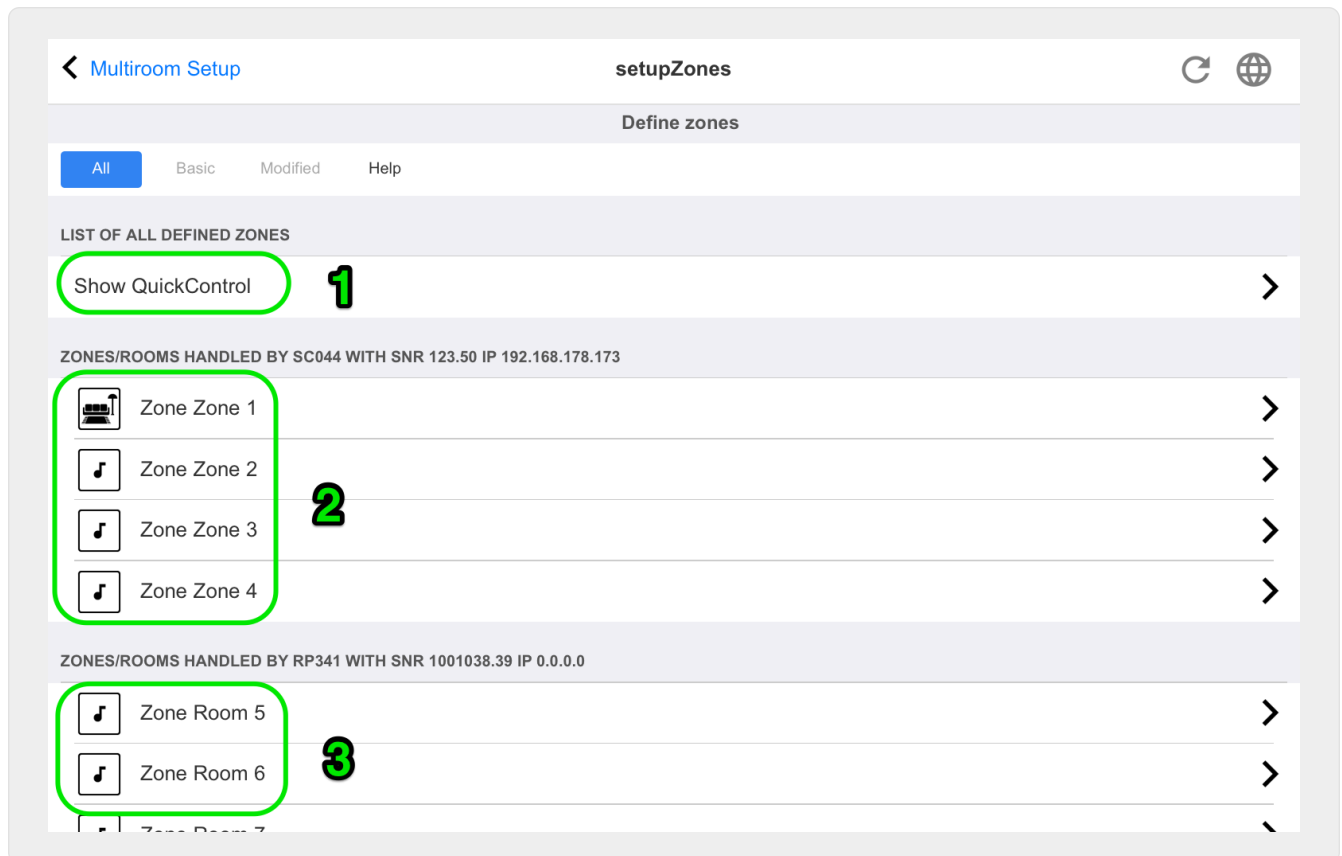 Multiroom Setup setupZones
Define zones
All Basic Modified Help
LIST OF ALL DEFINED ZONES
Show QuickControl 1
ZONES/ROOMS HANDLED BY SC044 WITH SNR 123.50 IP 192.168.178.173
Zone Zone 1
Zone Zone 2
2
Zone Zone 3
Zone Zone 4
ZONES/ROOMS HANDLED BY RP341 WITH SNR 1001038.39 IP 0.0.0.0
Zone Room 5
3
Zone Room 6
Zone Room 7